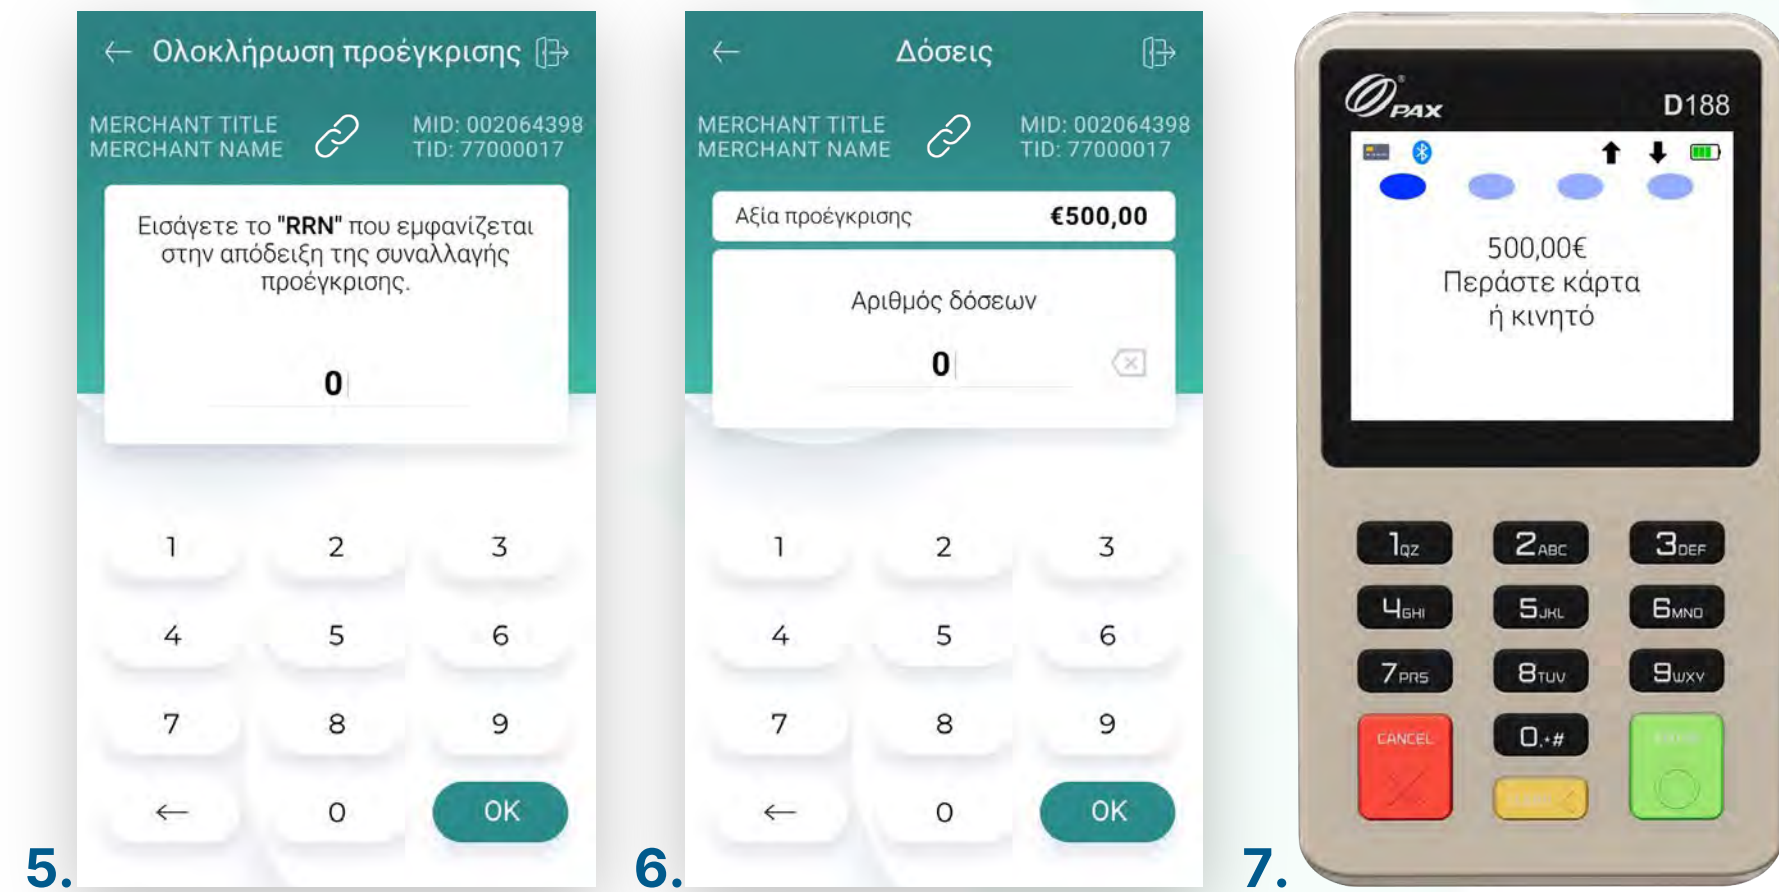 ← Ολοκλήρωση προέγκρισης
MERCHANT TITLE
MERCHANT NAME
MID: 002064398
TID: 77000017
Εισάγετε το "RRN" που εμφανίζεται
στην απόδειξη της συναλλαγής
προέγκρισης.
0
1 2 3
4 5 6
7 8 9
← 0 OK
5.
← Δόσεις
MERCHANT TITLE
MERCHANT NAME
MID: 002064398
TID: 77000017
Αξία προέγκρισης €500,00
Αριθμός δόσεων
0
1 2 3
4 5 6
7 8 9
← 0 OK
6.
PAX® D188
500,00€
Περάστε κάρτα
ή κινητό
1QZ 2ABC 3DEF
4GHI 5JKL 6MNO
7PRS 8TUV 9WXY
CANCEL 0.*#
7.